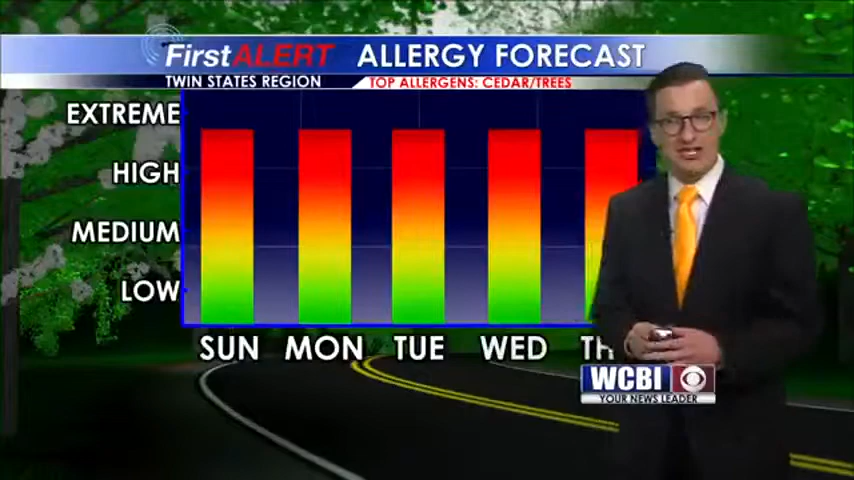 FirstALERT ALLERGY FORECAST
TWIN STATES REGION TOP ALLERGENS: CEDAR/TREES
EXTREME
HIGH
MEDIUM
LOW
SUN MON TUE WED TH
WCBI
YOUR NEWS LEADER